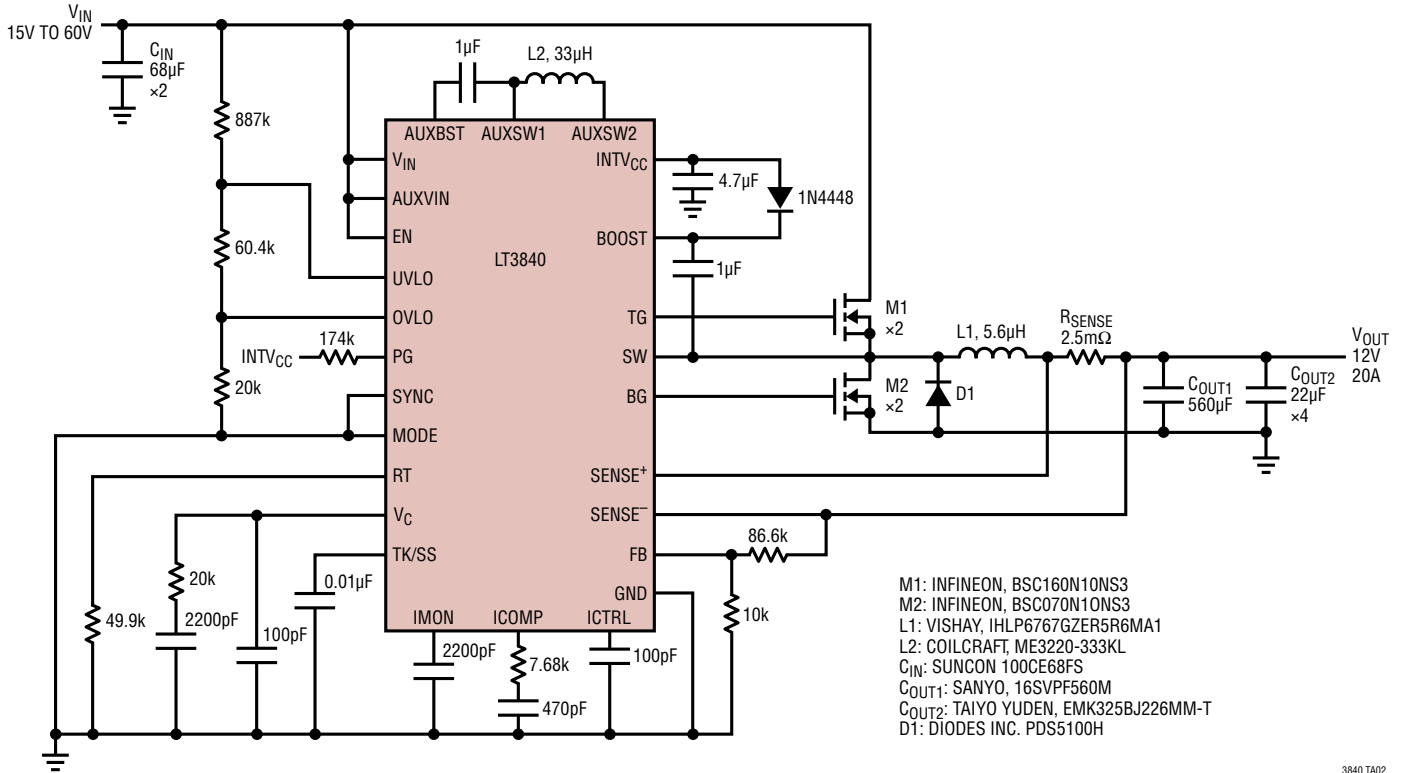 VIN
15V TO 60V
CIN
68µF
×2
1µF
L2, 33µH
887k
60.4k
20k
INTVCC
174k
AUXBST
AUXSW1
AUXSW2
VIN
AUXVIN
EN
UVLO
OVLO
PG
SYNC
MODE
RT
VC
TK/SS
IMON
ICOMP
ICTRL
LT3840
INTVCC
BOOST
TG
SW
BG
SENSE+
SENSE–
FB
GND
4.7µF
1N4448
1µF
M1
×2
M2
×2
D1
L1, 5.6µH
RSENSE
2.5mΩ
VOUT
12V
20A
COUT1
560µF
COUT2
22µF
×4
86.6k
10k
49.9k
20k
2200pF
100pF
0.01µF
2200pF
7.68k
470pF
100pF
M1: INFINEON, BSC160N10NS3
M2: INFINEON, BSC070N1ONS3
L1: VISHAY, IHLP6767GZER5R6MA1
L2: COILCRAFT, ME3220-333KL
CIN: SUNCON 100CE68FS
COUT1: SANYO, 16SVPF560M
COUT2: TAIYO YUDEN, EMK325BJ226MM-T
D1: DIODES INC. PDS5100H
3840 TA02